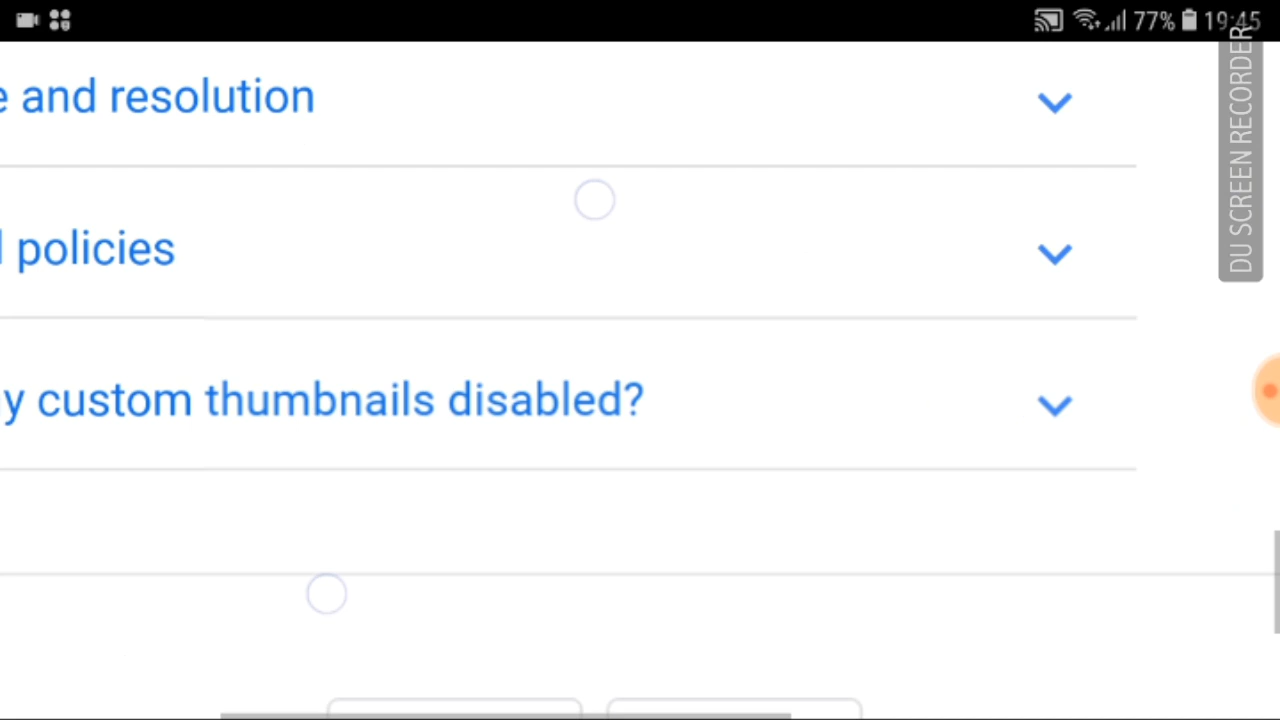 77% 19:45
DU SCREEN RECORDER
and resolution
policies
custom thumbnails disabled?